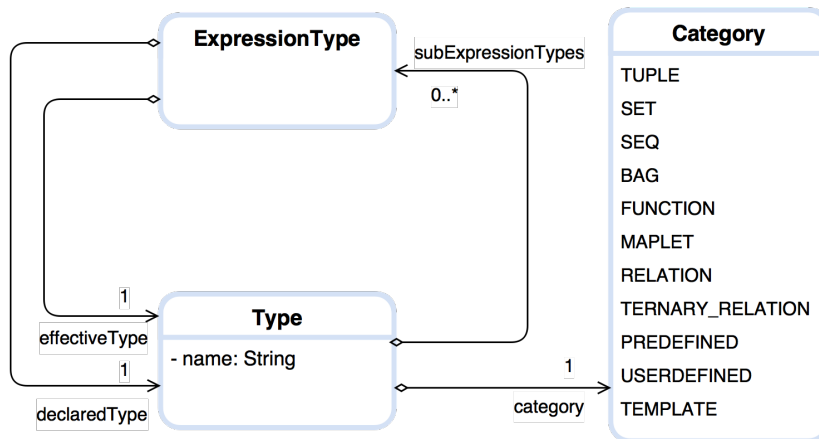 ExpressionType
subExpressionTypes
0..*
1
effectiveType
1
declaredType
Type
- name: String
1
category
Category
TUPLE
SET
SEQ
BAG
FUNCTION
MAPLET
RELATION
TERNARY_RELATION
PREDEFINED
USERDEFINED
TEMPLATE